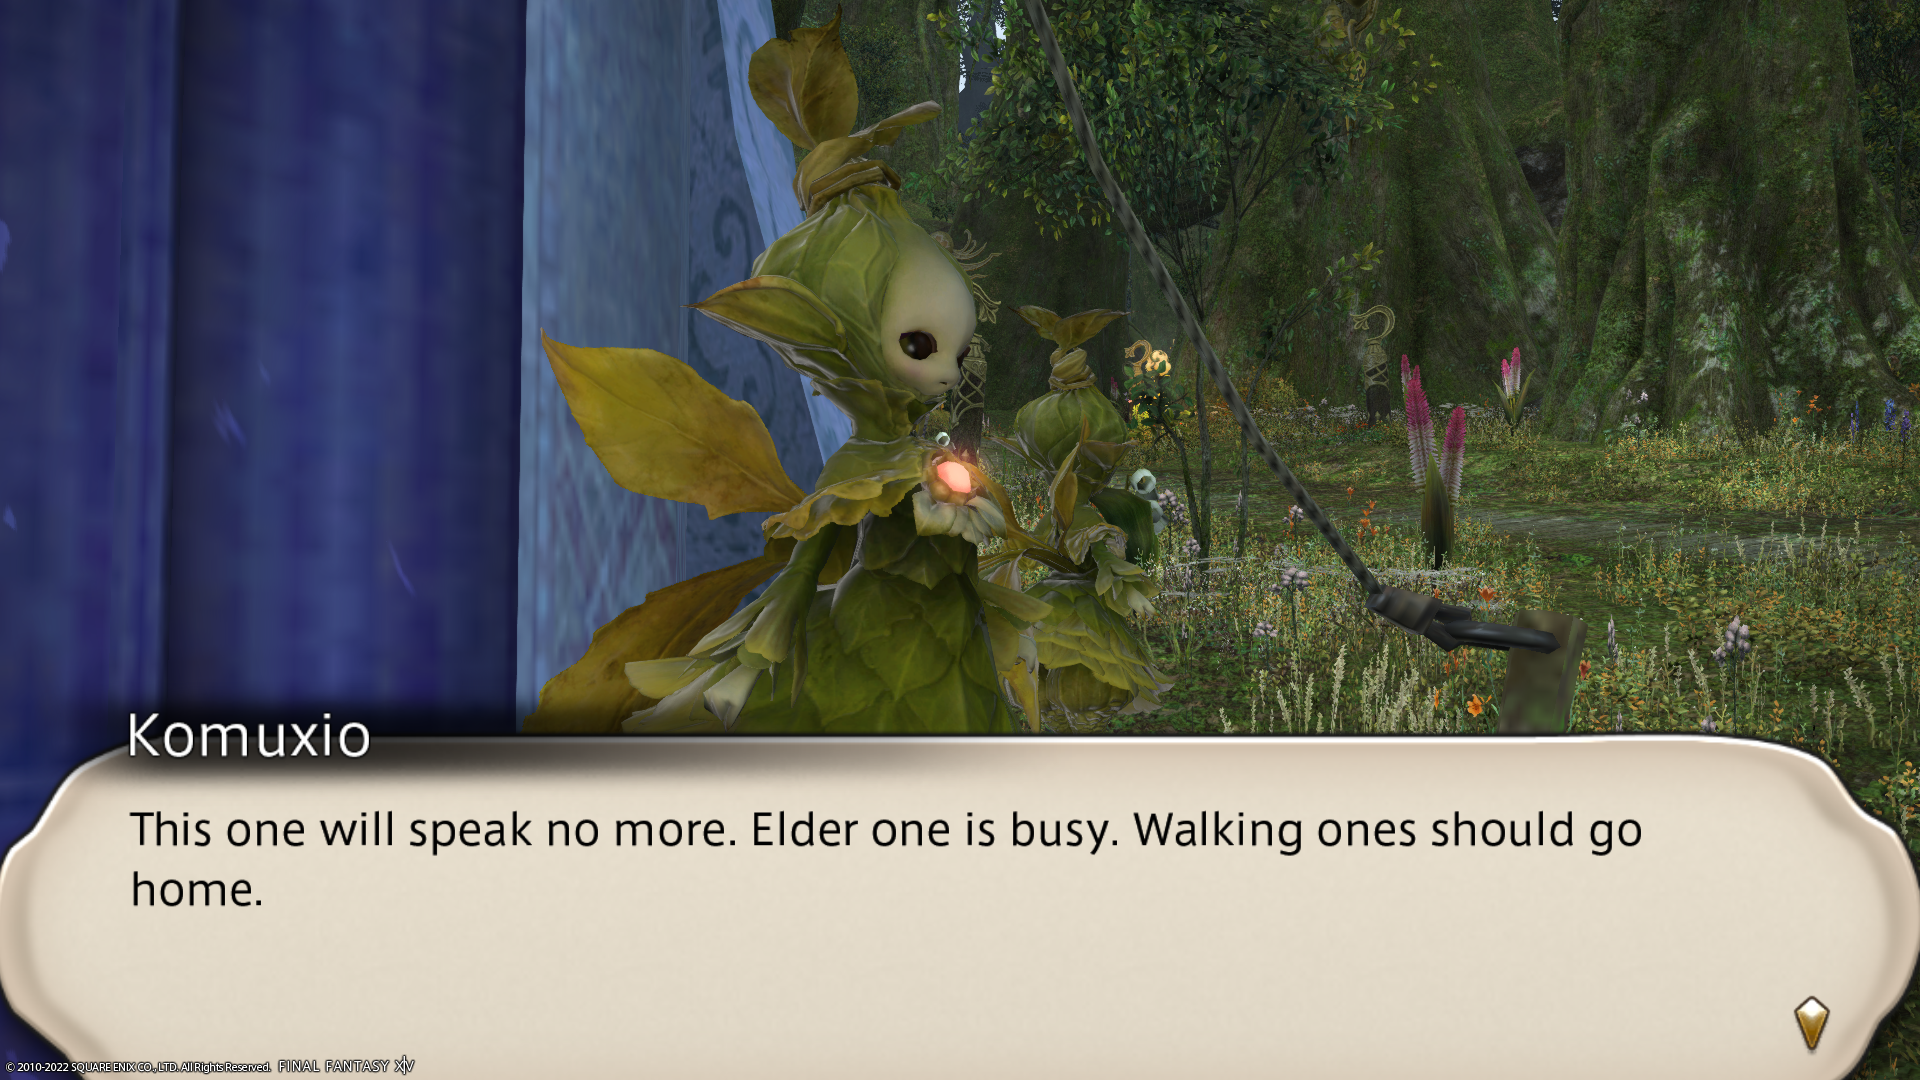 Komuxio
This one will speak no more. Elder one is busy. Walking ones should go
home.
© 2010-2022 SQUARE ENIX CO., LTD. All Rights Reserved. FINAL FANTASY XIV